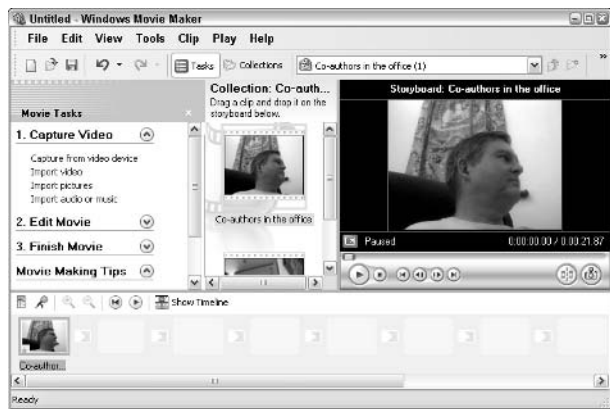 Untitled - Windows Movie Maker
File Edit View Tools Clip Play Help
Tasks Collections Co-authors in the office (1) »
Movie Tasks
1. Capture Video
Capture from video device
Import video
Import pictures
Import audio or music
2. Edit Movie
3. Finish Movie
Movie Making Tips
Collection: Co-auth...
Drag a clip and drop it on the
storyboard below.
Co-authors in the office
Storyboard: Co-authors in the office
Paused 0:00:00.00 / 0:00:21.87
Show Timeline
Co-author...
Ready